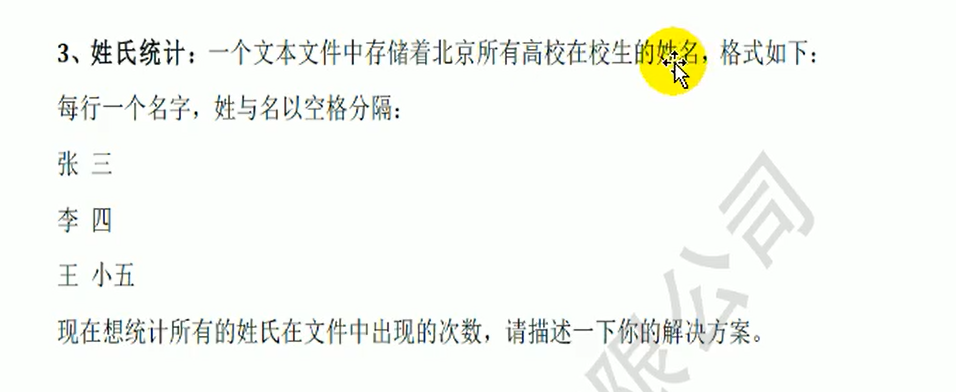 3、姓氏统计：一个文本文件中存储着北京所有高校在校生的姓名，格式如下：
每行一个名字，姓与名以空格分隔：
张 三
李 四
王 小五
现在想统计所有的姓氏在文件中出现的次数，请描述一下你的解决方案。
限公司